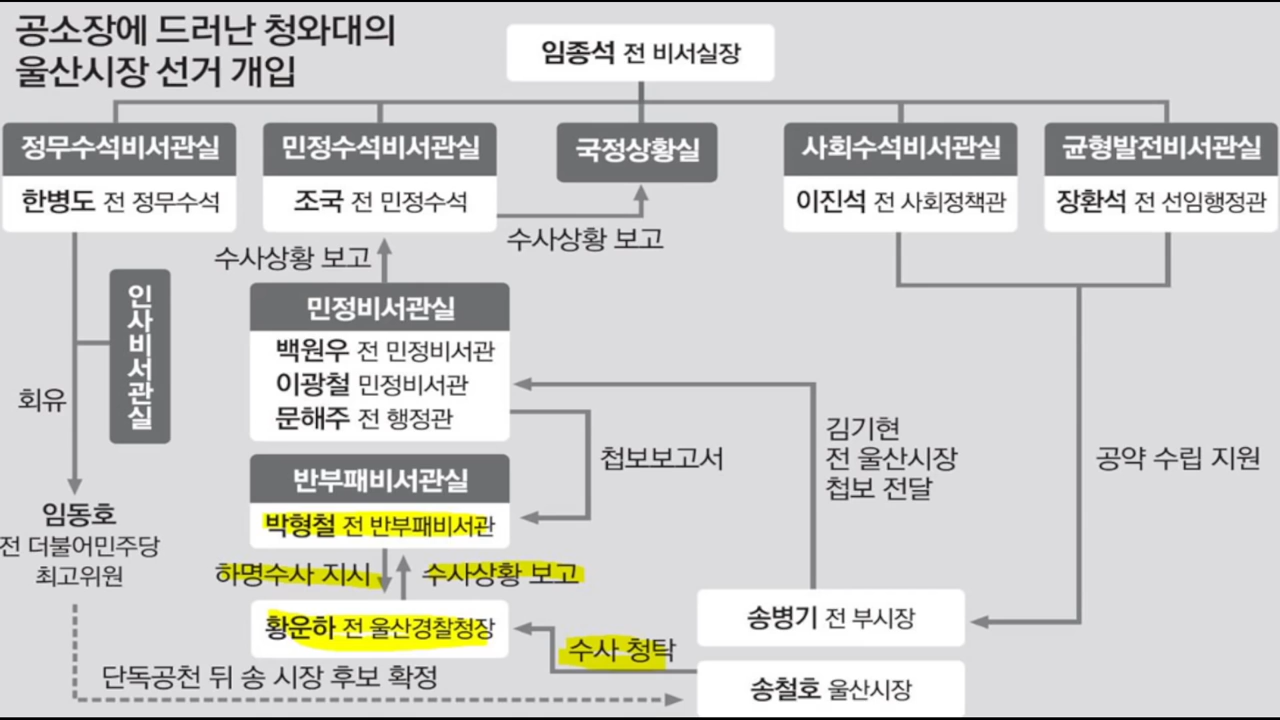 공소장에 드러난 청와대의
울산시장 선거 개입
임종석 전 비서실장
정무수석비서관실
한병도 전 정무수석
민정수석비서관실
조국 전 민정수석
국정상황실
사회수석비서관실
이진석 전 사회정책관
균형발전비서관실
장환석 전 선임행정관
수사상황 보고
수사상황 보고
인사비서관실
회유
민정비서관실
백원우 전 민정비서관
이광철 민정비서관
문해주 전 행정관
첩보보고서
김기현
전 울산시장
첩보 전달
공약 수립 지원
반부패비서관실
박형철 전 반부패비서관
임동호
전 더불어민주당
최고위원
하명수사 지시
수사상황 보고
황운하 전 울산경찰청장
송병기 전 부시장
수사 청탁
단독공천 뒤 송 시장 후보 확정
송철호 울산시장